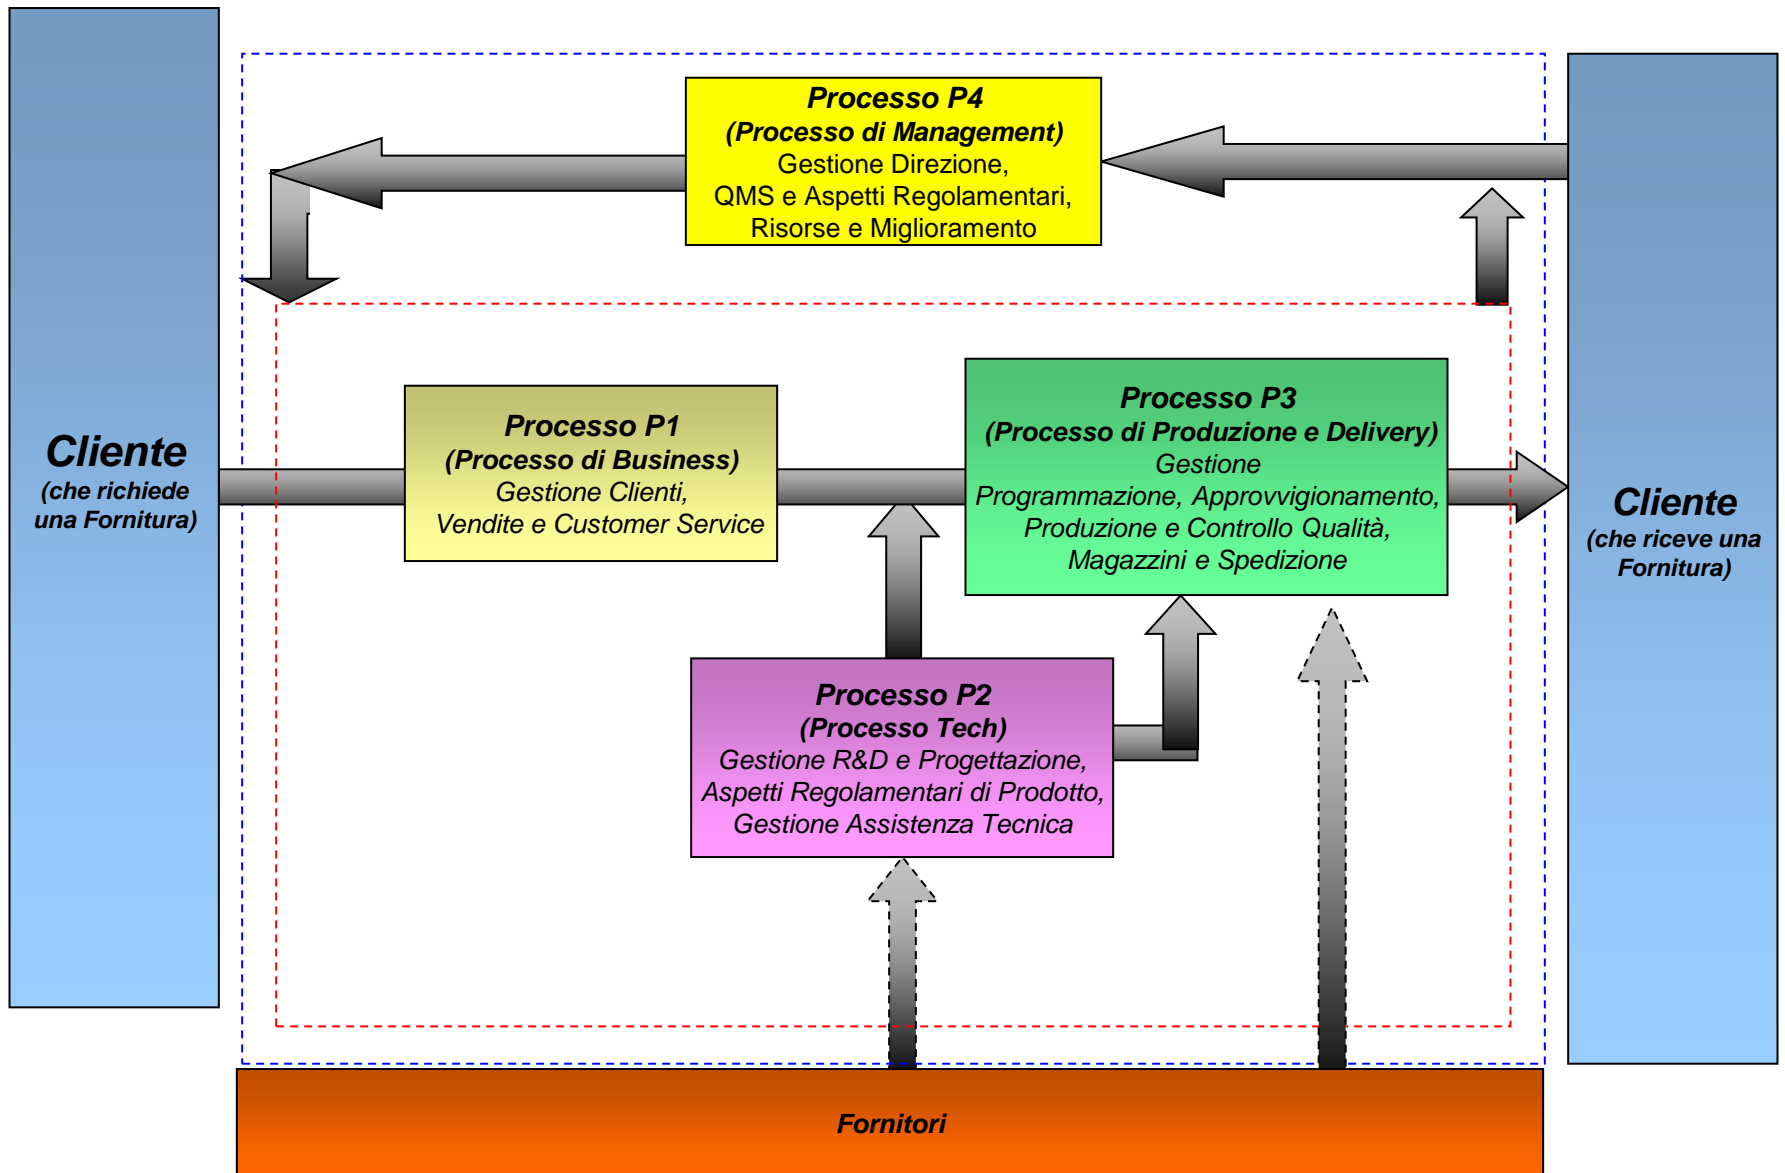 Processo P4
(Processo di Management)
Gestione Direzione,
QMS e Aspetti Regolamentari,
Risorse e Miglioramento
Cliente
(che richiede
una Fornitura)
Processo P1
(Processo di Business)
Gestione Clienti,
Vendite e Customer Service
Processo P3
(Processo di Produzione e Delivery)
Gestione
Programmazione, Approvvigionamento,
Produzione e Controllo Qualità,
Magazzini e Spedizione
Cliente
(che riceve una
Fornitura)
Processo P2
(Processo Tech)
Gestione R&D e Progettazione,
Aspetti Regolamentari di Prodotto,
Gestione Assistenza Tecnica
Fornitori